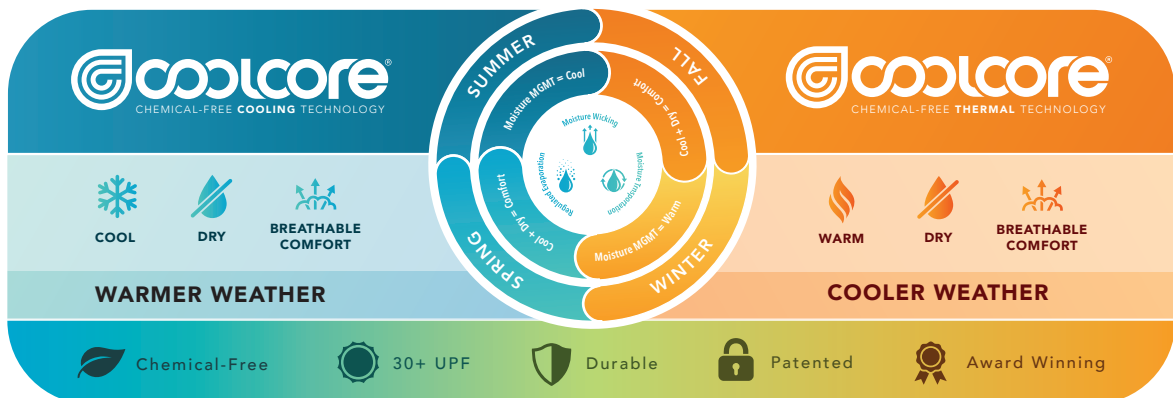 coolcore®
CHEMICAL-FREE COOLING TECHNOLOGY
COOL
DRY
BREATHABLE
COMFORT
WARMER WEATHER
SUMMER
FALL
WINTER
SPRING
Moisture MGMT = Cool
Cool + Dry = Comfort
Moisture MGMT = Warm
Cool + Dry = Comfort
Moisture Wicking
Moisture Trnsportation
Regulated Evaporation
coolcore®
CHEMICAL-FREE THERMAL TECHNOLOGY
WARM
DRY
BREATHABLE
COMFORT
COOLER WEATHER
Chemical-Free
30+ UPF
Durable
Patented
Award Winning